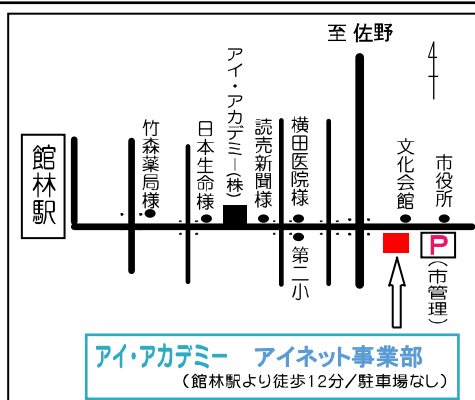 至 佐野
館林駅
竹森薬局様
日本生命様
アイ・アカデミー(株)
読売新聞様
横田医院様
第二小
文化会館
市役所
P
(市管理)
アイ・アカデミー アイネット事業部
(館林駅より徒歩12分/駐車場なし)